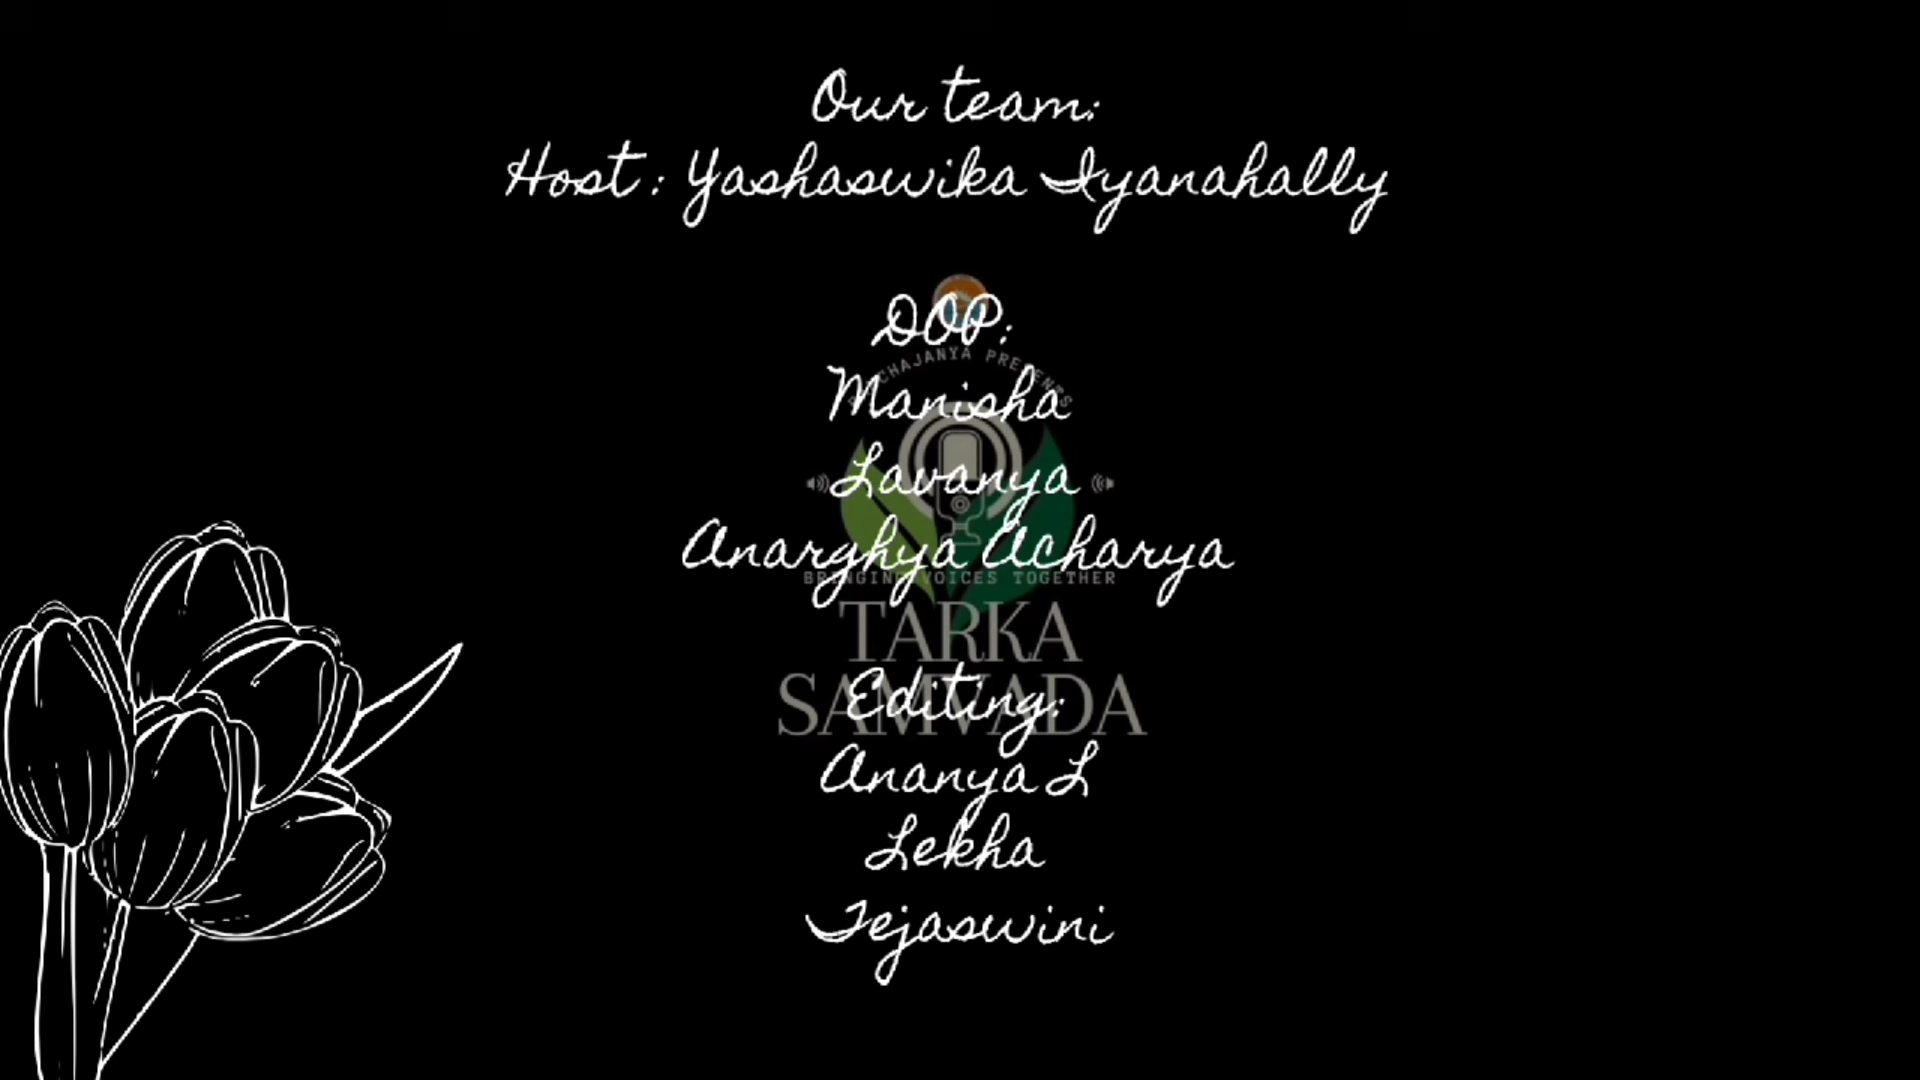 Our team:
Host : Yashaswika Iyanahally
DOP:
Manisha
Lavanya
Anarghya Acharya
Editing:
Ananya L
Lekha
Tejaswini
PRESENTS
BRINGING VOICES TOGETHER
TARKA
SAMVADA